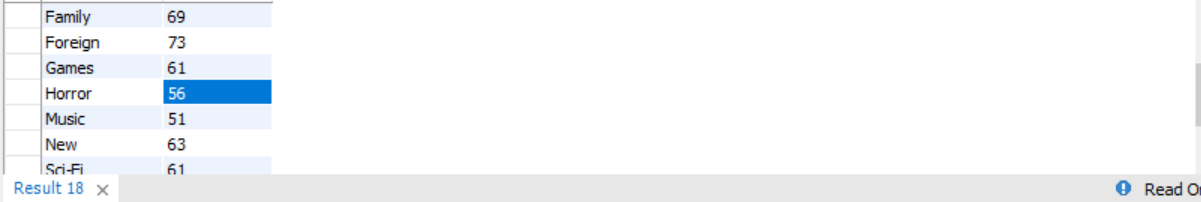 Family 69
Foreign 73
Games 61
Horror 56
Music 51
New 63
Sci-Fi 61
Result 18 ×
Read